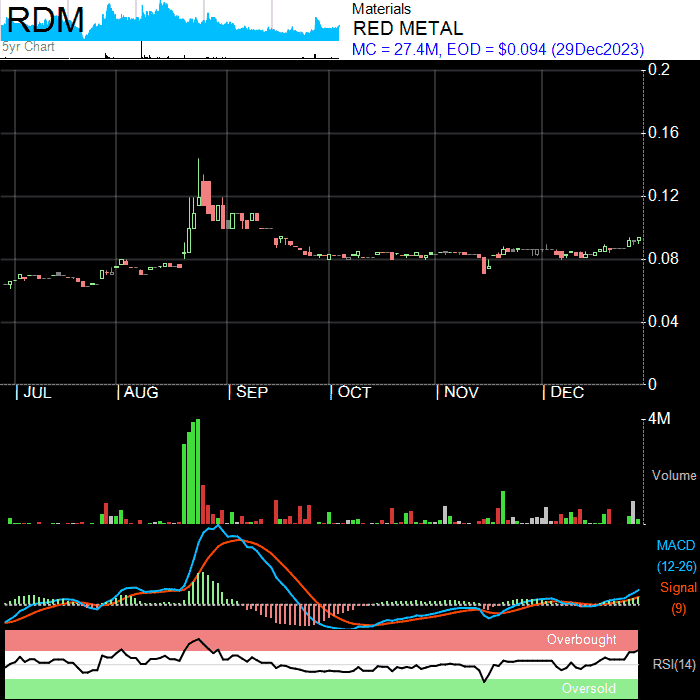 RDM
5yr Chart
Materials
RED METAL
MC = 27.4M, EOD = $0.094 (29Dec2023)
0.2
0.16
0.12
0.08
0.04
0
JUL AUG SEP OCT NOV DEC
4M
Volume
MACD
(12-26)
Signal
(9)
Overbought
RSI(14)
Oversold